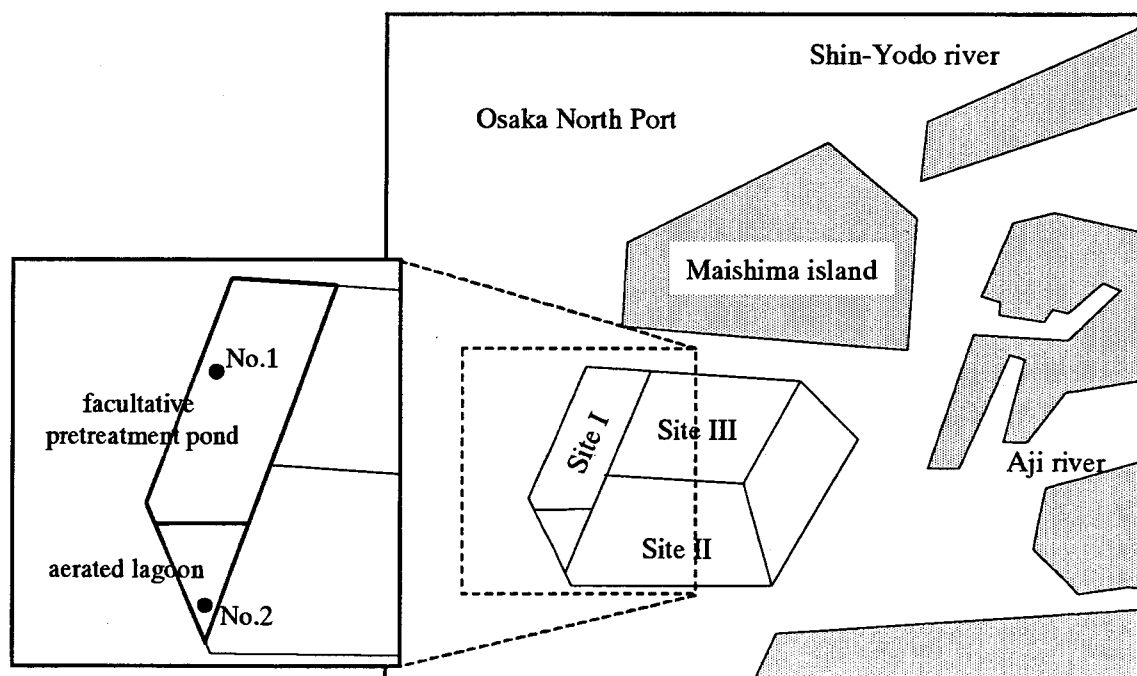 Shin-Yodo river
Osaka North Port
Maishima island
No.1
facultative
pretreatment pond
Site I
Site III
Aji river
Site II
aerated lagoon
No.2